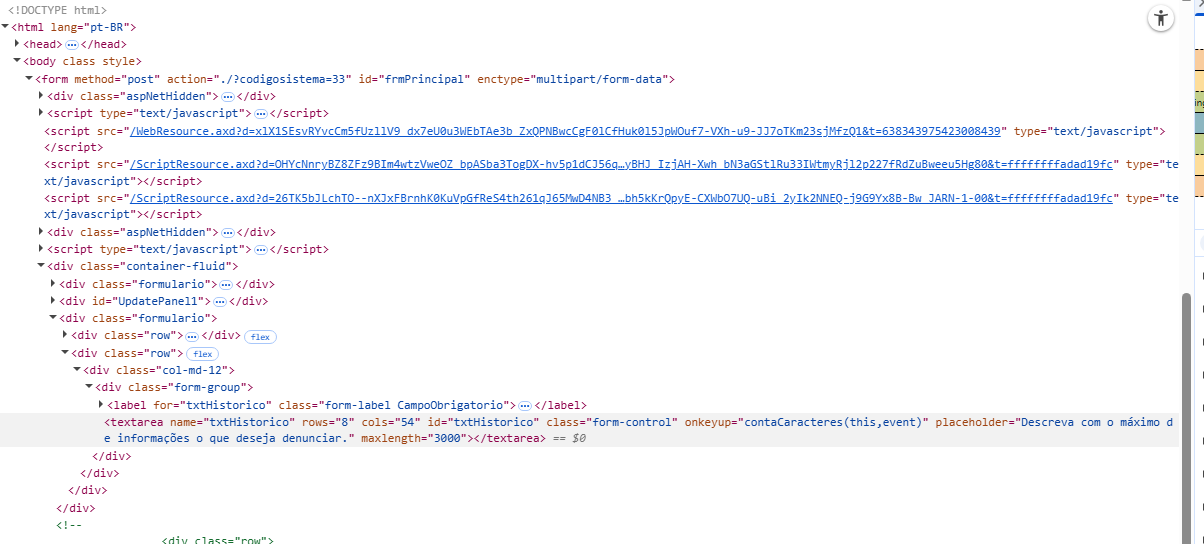 <!DOCTYPE html>
<html lang="pt-BR">
<head> … </head>
<body class style>
<form method="post" action="./?codigosistema=33" id="frmPrincipal" enctype="multipart/form-data">
<div class="aspNetHidden"> … </div>
<script type="text/javascript"> … </script>
<script src="/WebResource.axd?d=xlX1SEsvRYvcCm5fUzllV9_dx7eU0u3WEbTAe3b_ZxQPNBwcCgF0lCfHuk0l5JpWOuf7-VXh-u9-JJ7oTKm23sjMfzQ1&t=638343975423008439" type="text/javascript">
</script>
<script src="/ScriptResource.axd?d=OHYcNnryBZ8ZFz9BIm4wtzVweOZ_bpASba3TogDX-hv5p1dCJ56q…yBHJ_IzjAH-Xwh_bN3aGStlRu33IWtmyRjl2p227fRdZuBweeu5Hg80&t=ffffffffadad19fc" type="te
xt/javascript"></script>
<script src="/ScriptResource.axd?d=26TK5bJLchTO--nXJxFBrnhK0KuVpGfReS4th261qJ65MwD4NB3_…bh5kKrQpyE-CXWbO7UQ-uBi_2yIk2NNEQ-j9G9Yx8B-Bw_JARN-1-00&t=ffffffffadad19fc" type="te
xt/javascript"></script>
<div class="aspNetHidden"> … </div>
<script type="text/javascript"> … </script>
<div class="container-fluid">
<div class="formulario"> … </div>
<div id="UpdatePanel1"> … </div>
<div class="formulario">
<div class="row"> … </div> flex
<div class="row"> flex
<div class="col-md-12">
<div class="form-group">
<label for="txtHistorico" class="form-label CampoObrigatorio"> … </label>
<textarea name="txtHistorico" rows="8" cols="54" id="txtHistorico" class="form-control" onkeyup="contaCaracteres(this,event)" placeholder="Descreva com o máximo d
e informações o que deseja denunciar." maxlength="3000"></textarea> == $0
</div>
</div>
</div>
</div>
<!--
<div class="row">